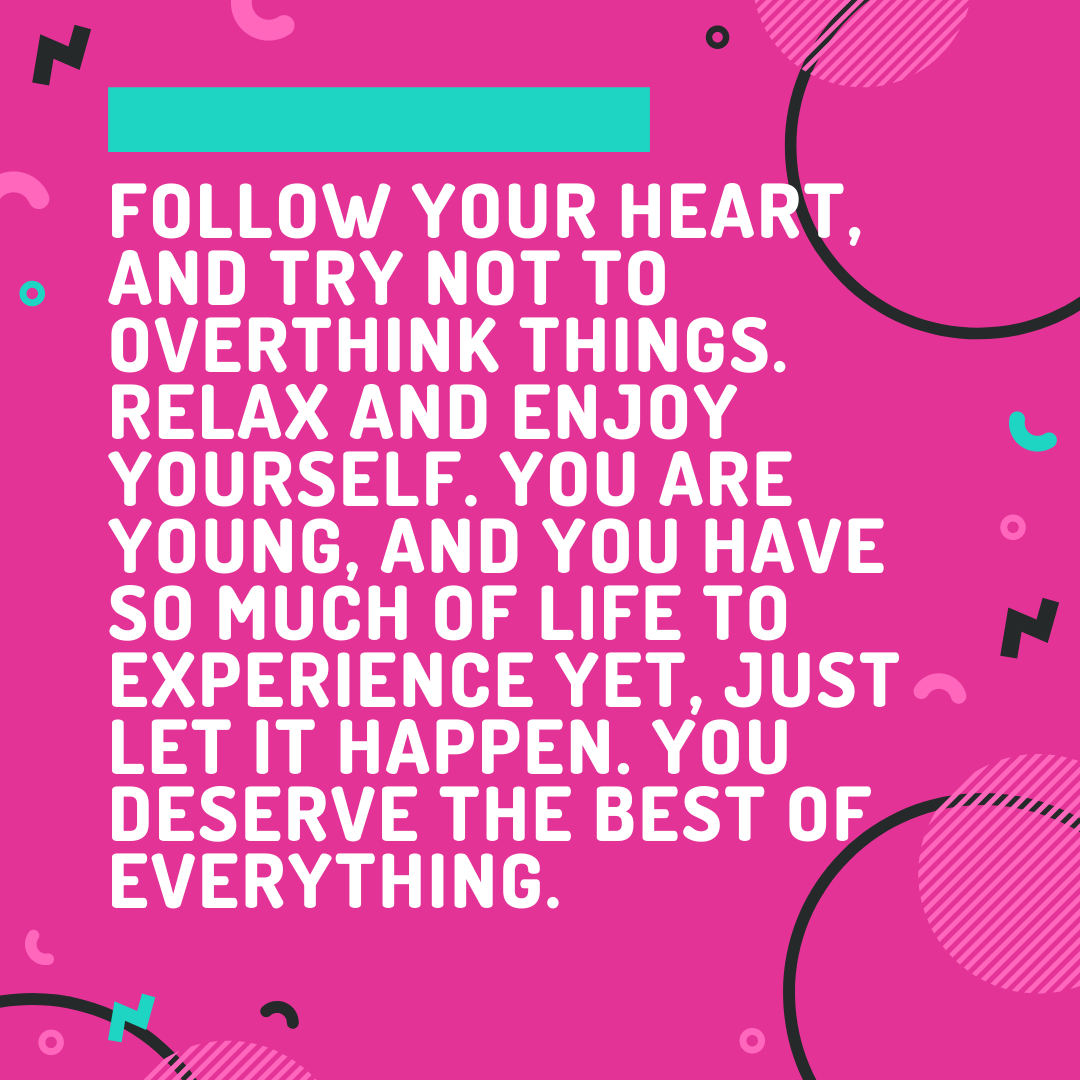 FOLLOW YOUR HEART,
AND TRY NOT TO
OVERTHINK THINGS.
RELAX AND ENJOY
YOURSELF. YOU ARE
YOUNG, AND YOU HAVE
SO MUCH OF LIFE TO
EXPERIENCE YET, JUST
LET IT HAPPEN. YOU
DESERVE THE BEST OF
EVERYTHING.